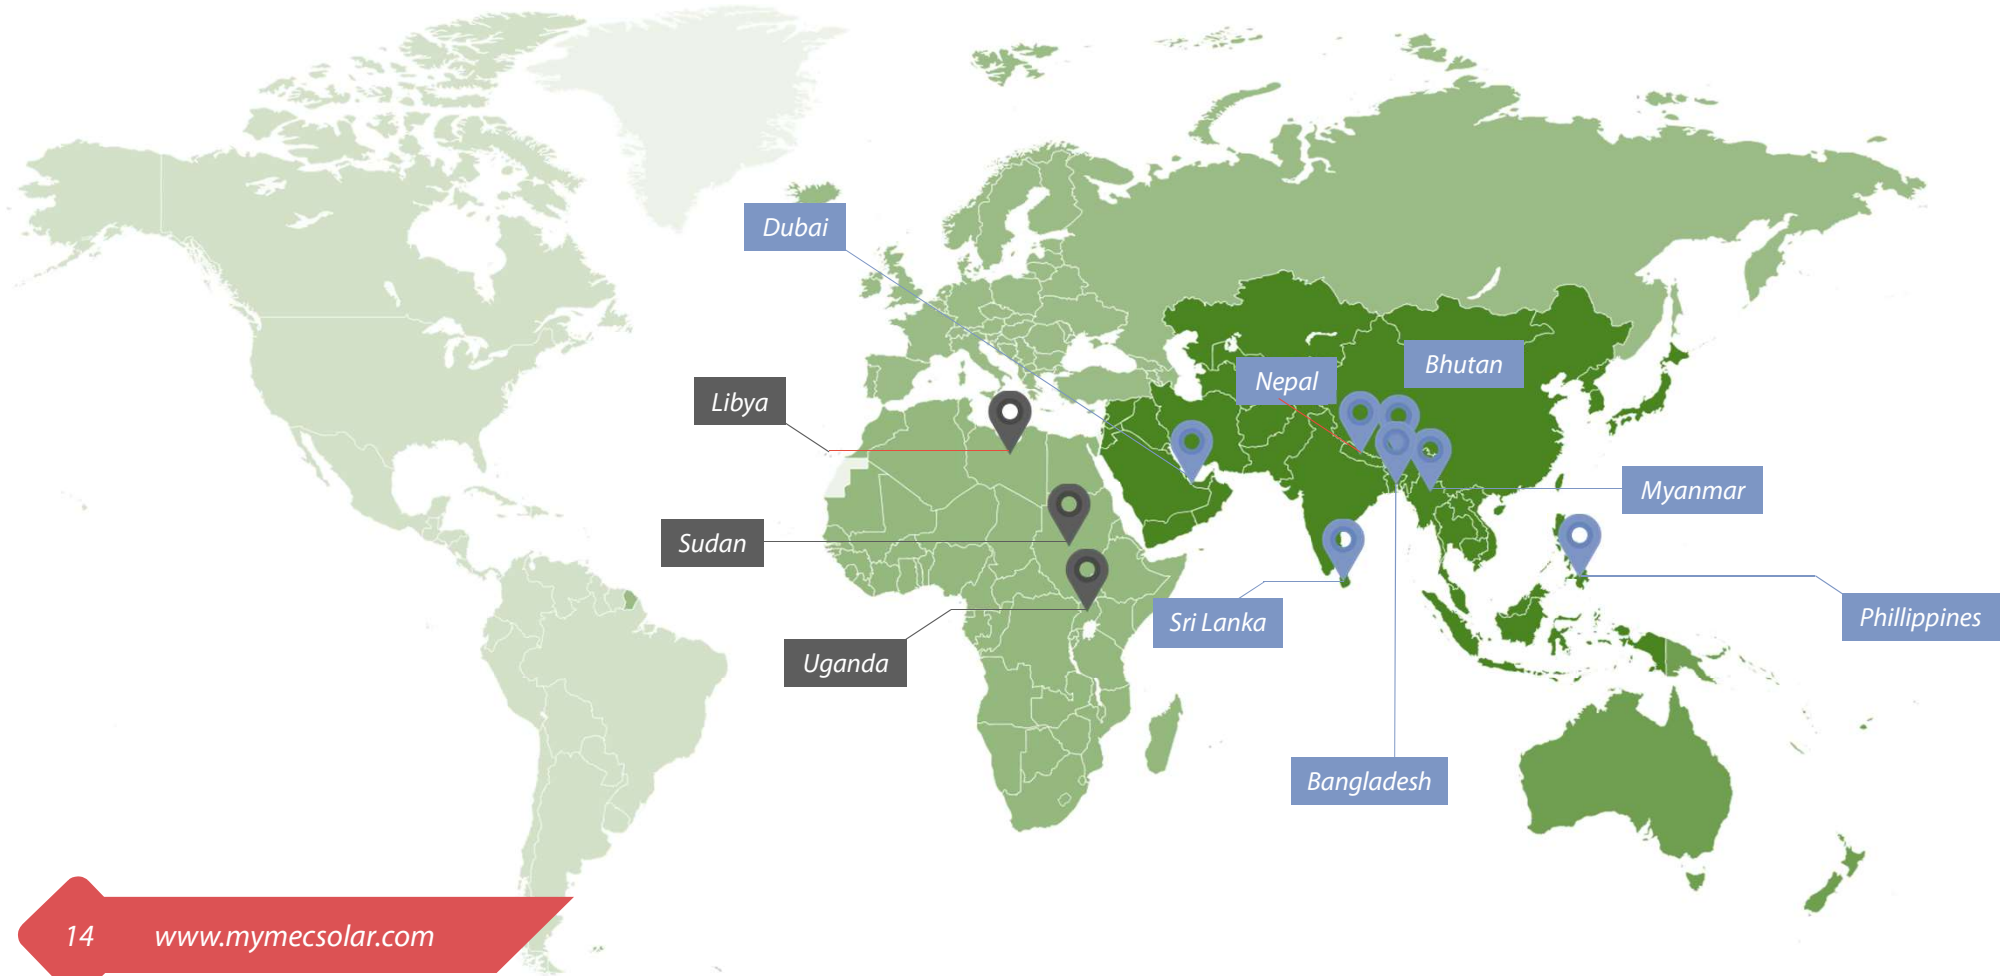 Dubai
Bhutan
Nepal
Libya
Myanmar
Sudan
Sri Lanka
Phillippines
Uganda
Bangladesh
14 www.mymecsolar.com